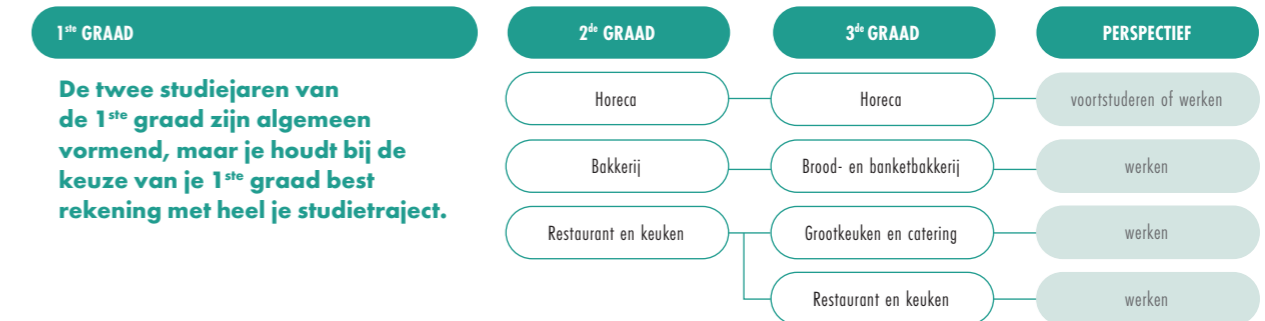 1ste GRAAD
2de GRAAD
3de GRAAD
PERSPECTIEF
De twee studiejaren van
de 1ste graad zijn algemeen
vormend, maar je houdt bij de
keuze van je 1ste graad best
rekening met heel je studietraject.
Horeca
Horeca
voortstuderen of werken
Bakkerij
Brood- en banketbakkerij
werken
Restaurant en keuken
Grootkeuken en catering
werken
Restaurant en keuken
werken